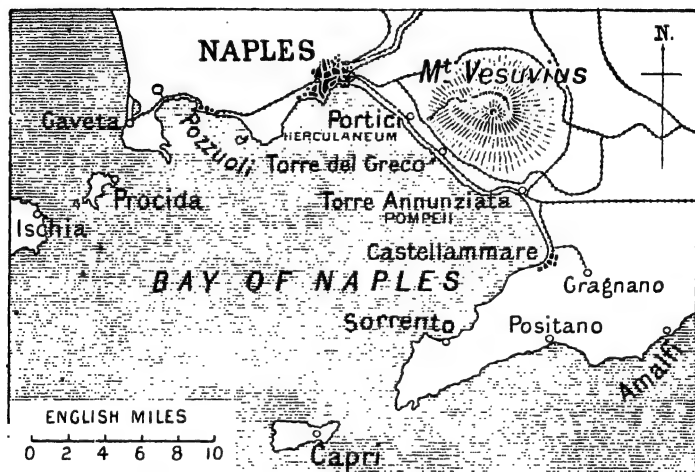 N.
NAPLES
Mt. Vesuvius
Gaveta
Pozzuoli
Portici
HERCULANEUM
Torre del Greco
Procida
Torre Annunziata
POMPEII
Ischia
Castellammare
BAY OF NAPLES
Gragnano
Sorrento
Positano
Amalfi
ENGLISH MILES
0 2 4 6 8 10
Capri